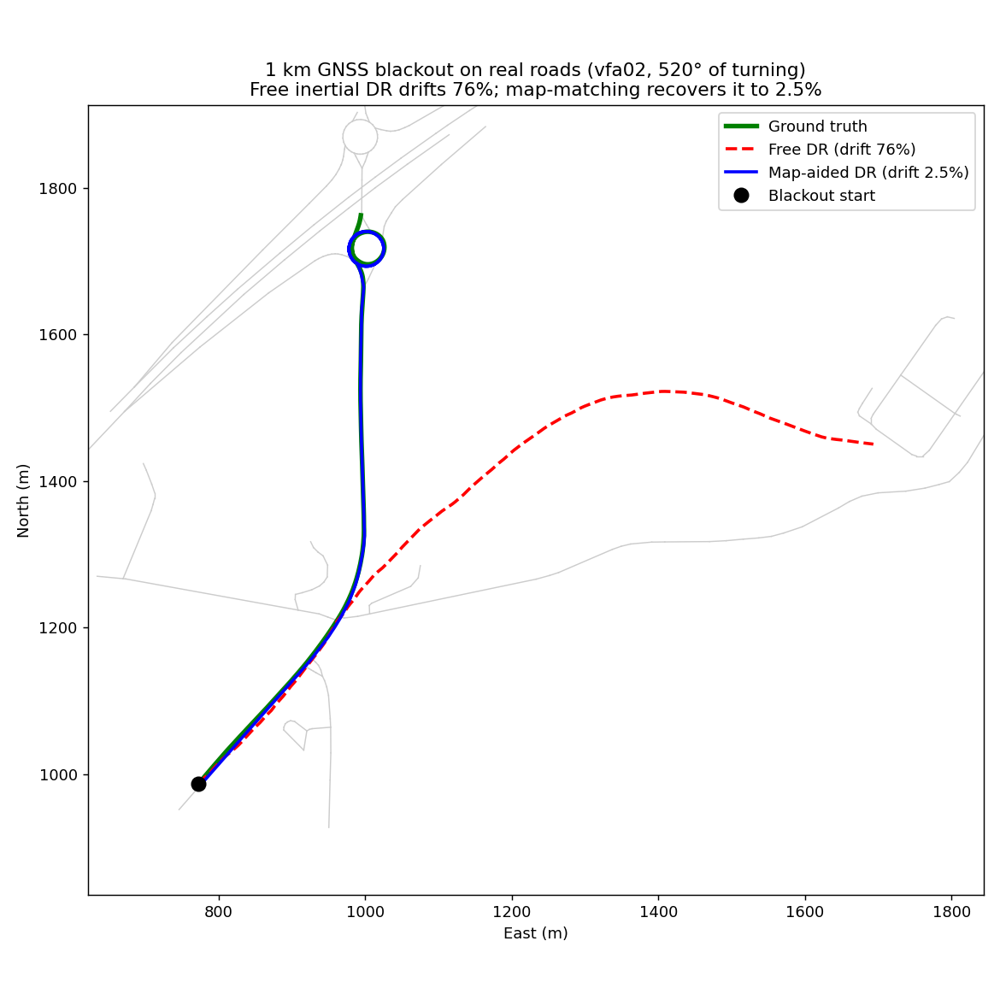 1 km GNSS blackout on real roads (vfa02, 520° of turning)
Free inertial DR drifts 76%; map-matching recovers it to 2.5%
Ground truth
Free DR (drift 76%)
Map-aided DR (drift 2.5%)
Blackout start
North (m)
1800
1600
1400
1200
1000
800
1000
1200
1400
1600
1800
East (m)